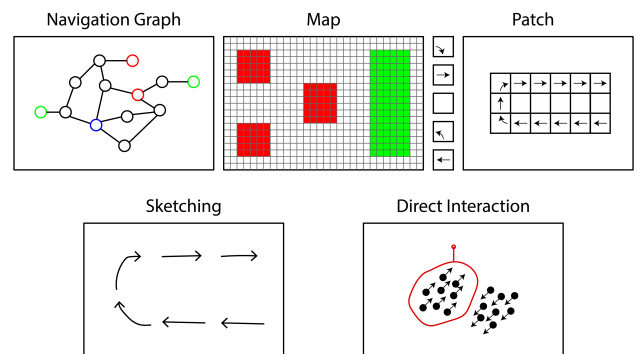 Navigation Graph
Map
Patch
Sketching
Direct Interaction